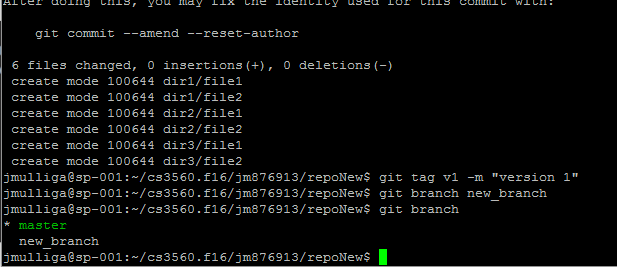 After doing this, you may fix the identity used for this commit with:
git commit --amend --reset-author
6 files changed, 0 insertions(+), 0 deletions(-)
create mode 100644 dir1/file1
create mode 100644 dir1/file2
create mode 100644 dir2/file1
create mode 100644 dir2/file2
create mode 100644 dir3/file1
create mode 100644 dir3/file2
jmulliga@sp-001:~/cs3560.f16/jm876913/repoNew$ git tag v1 -m "version 1"
jmulliga@sp-001:~/cs3560.f16/jm876913/repoNew$ git branch new_branch
jmulliga@sp-001:~/cs3560.f16/jm876913/repoNew$ git branch
* master
new_branch
jmulliga@sp-001:~/cs3560.f16/jm876913/repoNew$